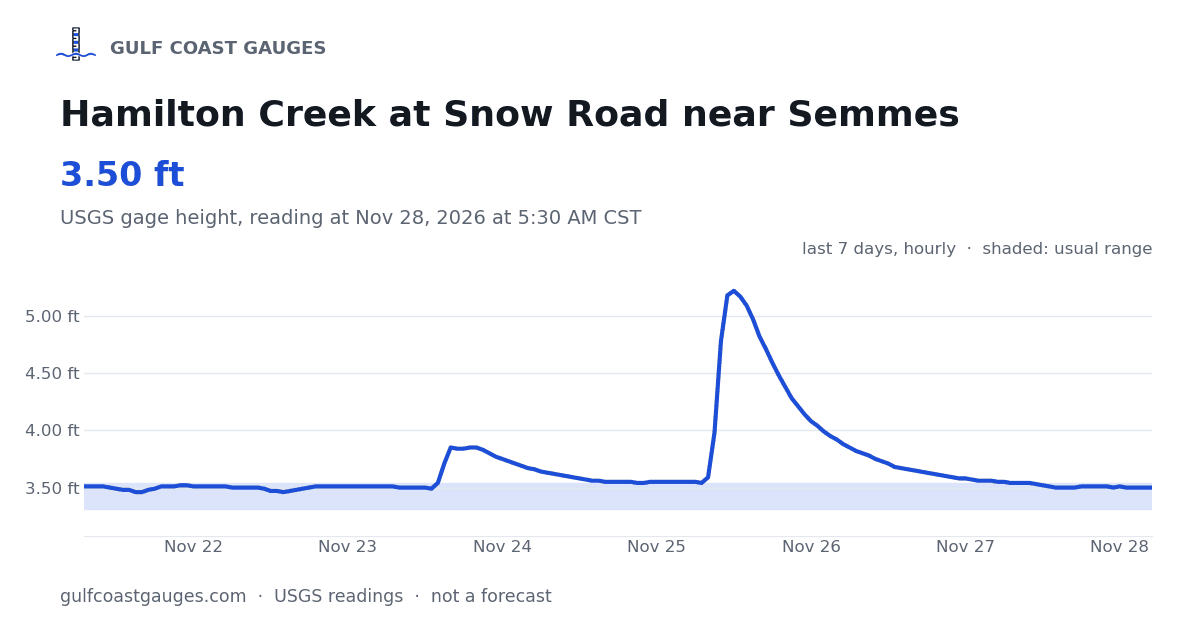 GULF COAST GAUGES
Hamilton Creek at Snow Road near Semmes
3.50 ft
USGS gage height, reading at Nov 28, 2026 at 5:30 AM CST
last 7 days, hourly · shaded: usual range
5.00 ft
4.50 ft
4.00 ft
3.50 ft
Nov 22 Nov 23 Nov 24 Nov 25 Nov 26 Nov 27 Nov 28
gulfcoastgauges.com · USGS readings · not a forecast